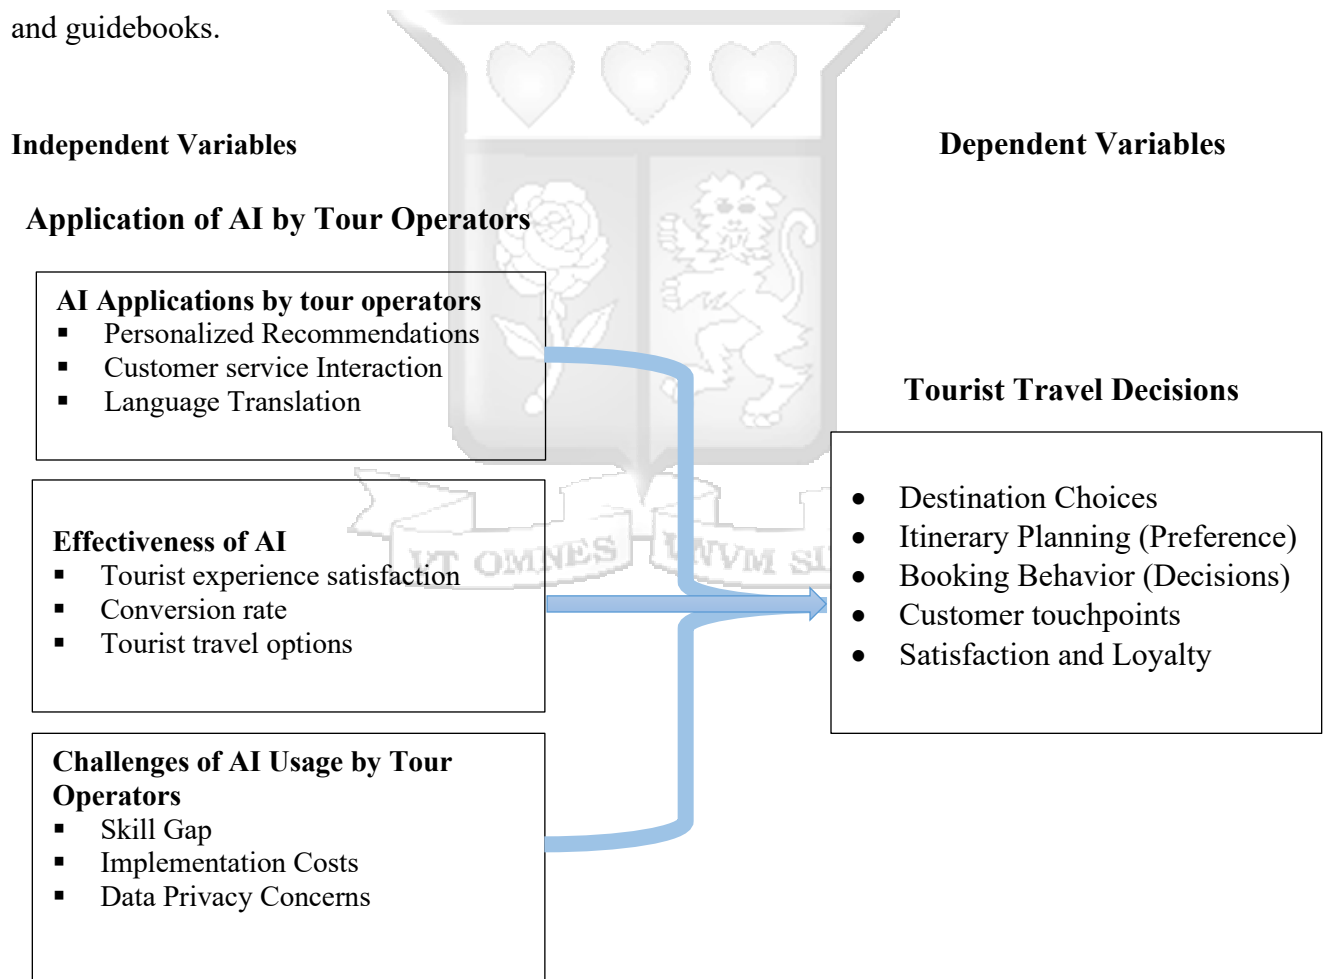 and guidebooks.
Independent Variables
Dependent Variables
Application of AI by Tour Operators
AI Applications by tour operators
▪ Personalized Recommendations
▪ Customer service Interaction
▪ Language Translation
Effectiveness of AI
▪ Tourist experience satisfaction
▪ Conversion rate
▪ Tourist travel options
Challenges of AI Usage by Tour
Operators
▪ Skill Gap
▪ Implementation Costs
▪ Data Privacy Concerns
Tourist Travel Decisions
• Destination Choices
• Itinerary Planning (Preference)
• Booking Behavior (Decisions)
• Customer touchpoints
• Satisfaction and Loyalty
VT OMNES VNVM